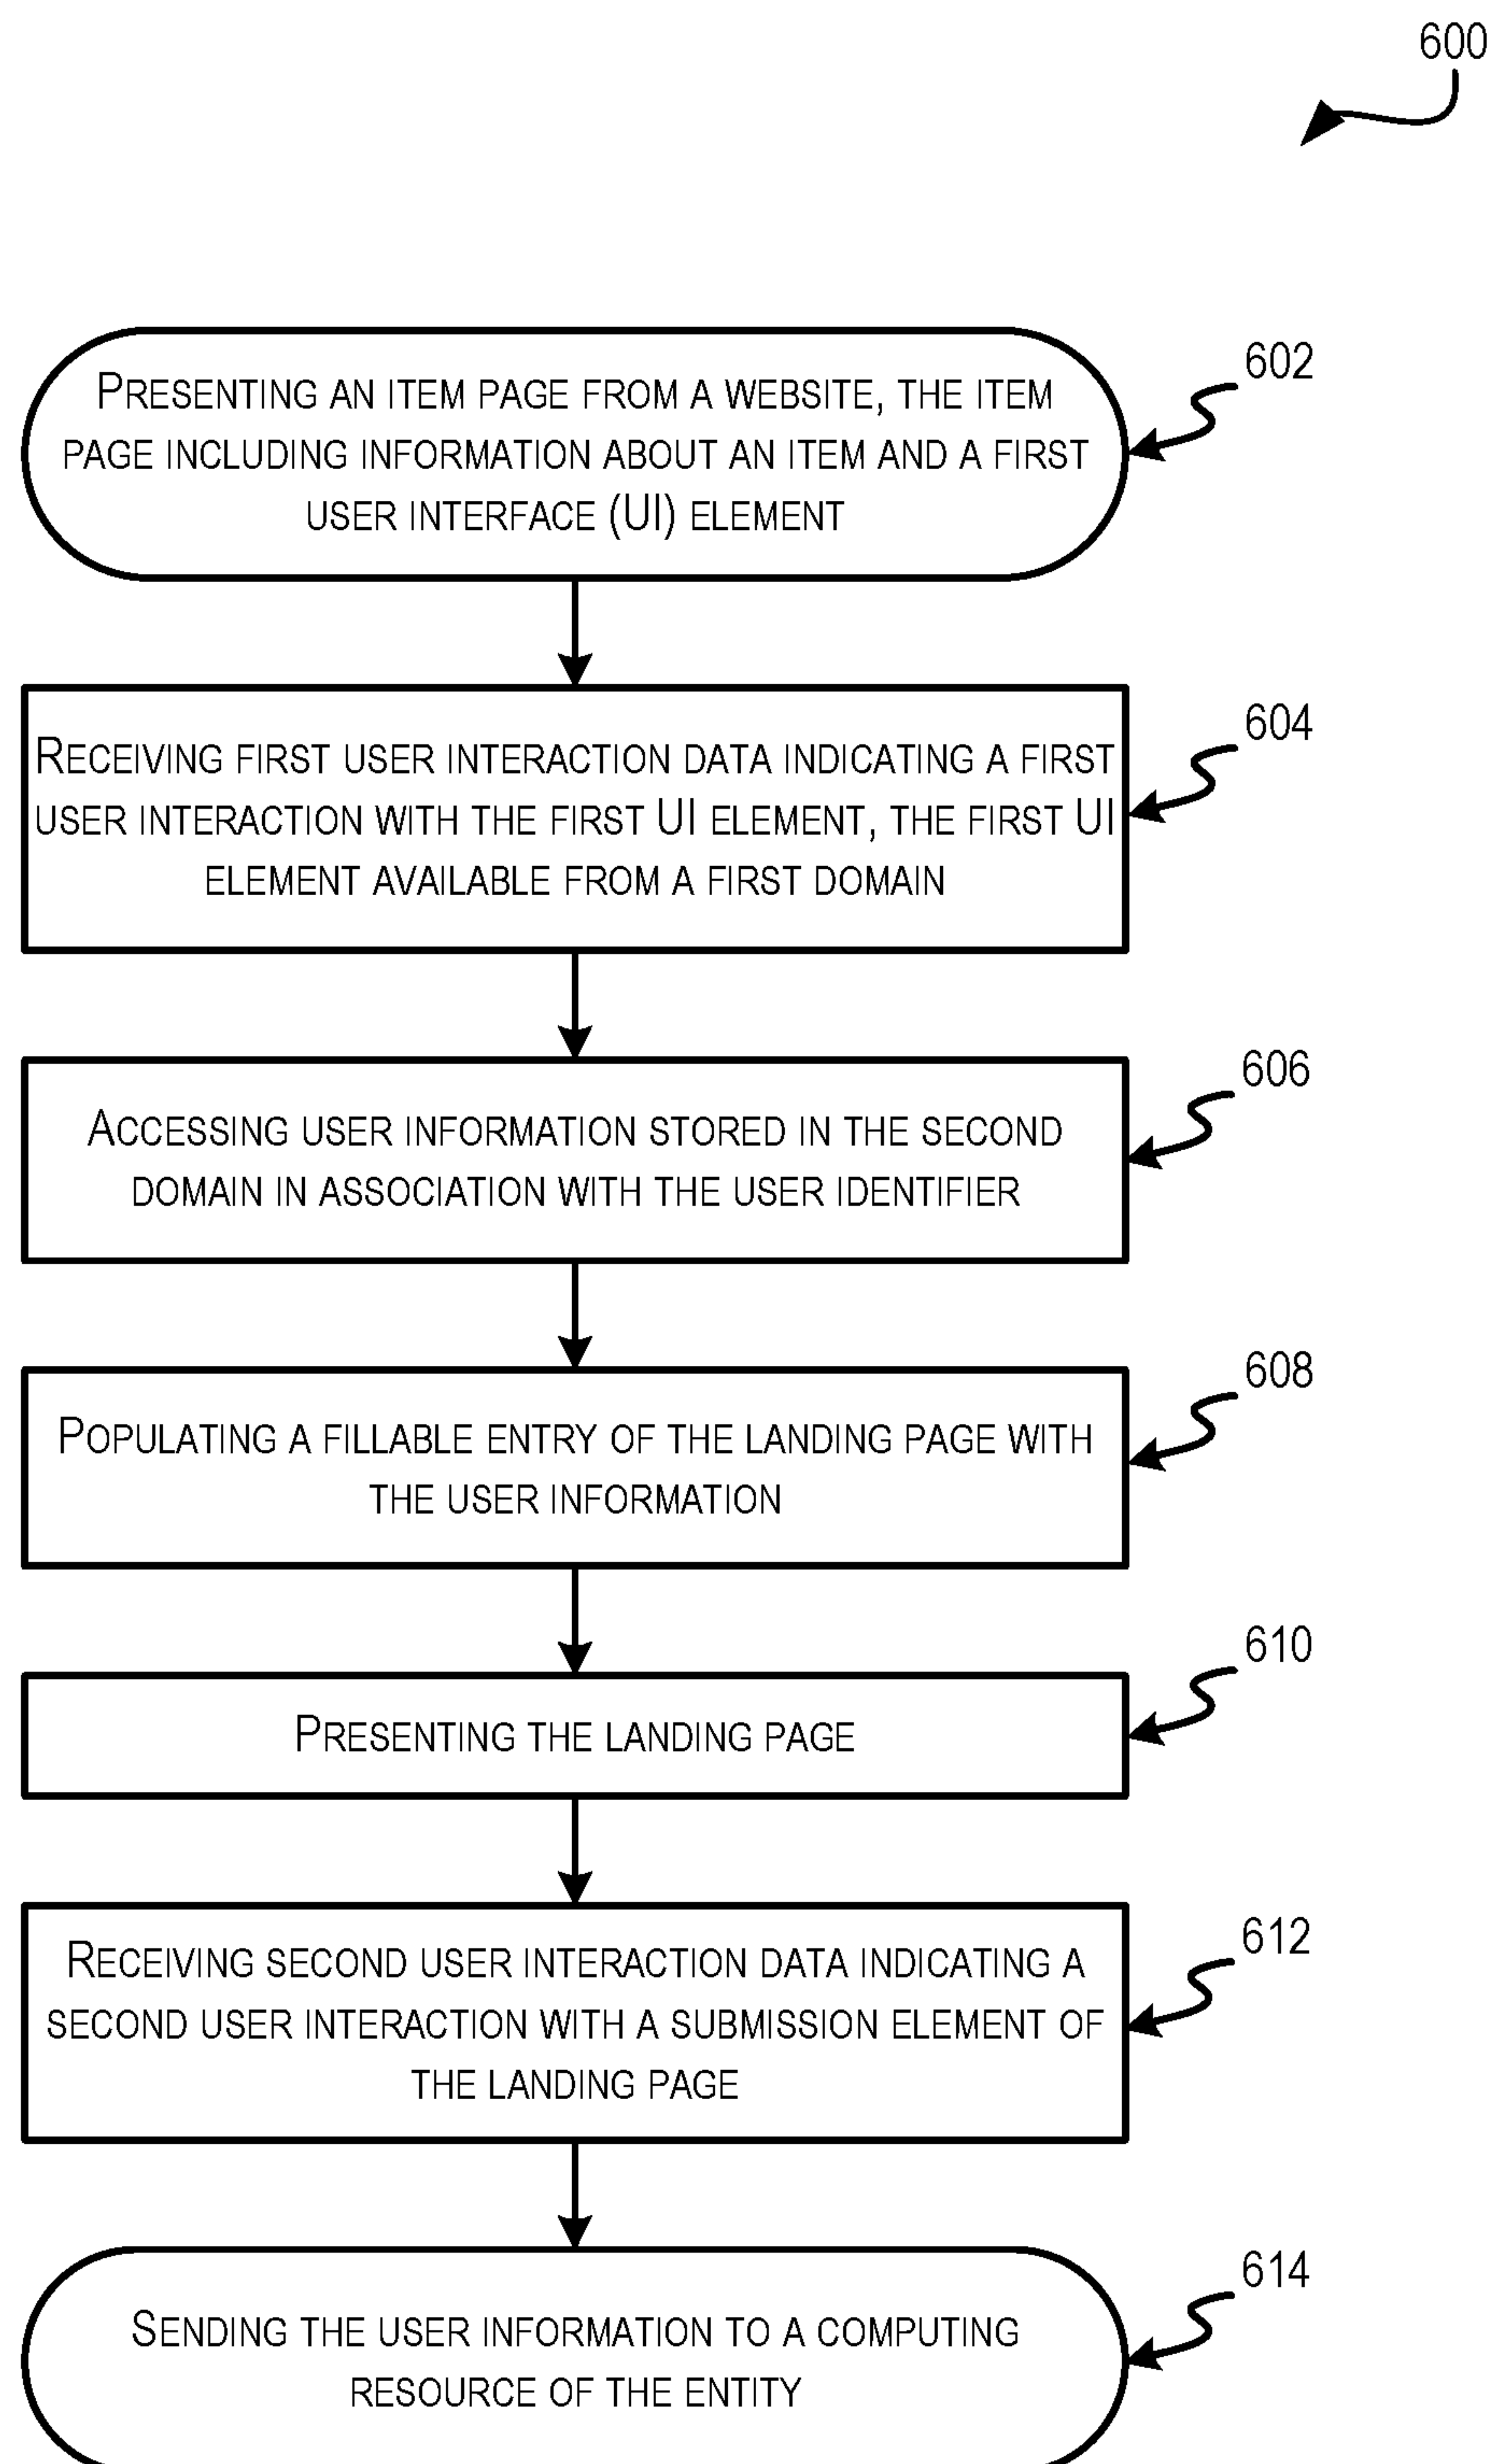 600
602
PRESENTING AN ITEM PAGE FROM A WEBSITE, THE ITEM
PAGE INCLUDING INFORMATION ABOUT AN ITEM AND A FIRST
USER INTERFACE (UI) ELEMENT
604
RECEIVING FIRST USER INTERACTION DATA INDICATING A FIRST
USER INTERACTION WITH THE FIRST UI ELEMENT, THE FIRST UI
ELEMENT AVAILABLE FROM A FIRST DOMAIN
606
ACCESSING USER INFORMATION STORED IN THE SECOND
DOMAIN IN ASSOCIATION WITH THE USER IDENTIFIER
608
POPULATING A FILLABLE ENTRY OF THE LANDING PAGE WITH
THE USER INFORMATION
610
PRESENTING THE LANDING PAGE
612
RECEIVING SECOND USER INTERACTION DATA INDICATING A
SECOND USER INTERACTION WITH A SUBMISSION ELEMENT OF
THE LANDING PAGE
614
SENDING THE USER INFORMATION TO A COMPUTING
RESOURCE OF THE ENTITY